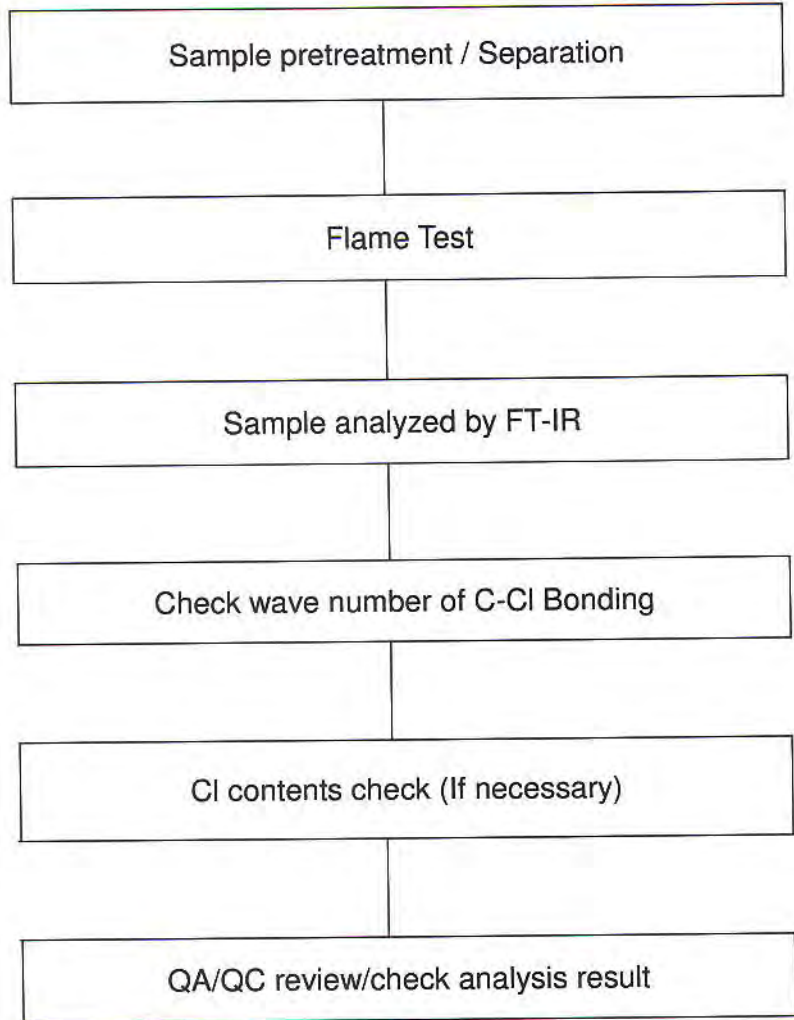 Sample pretreatment / Separation
Flame Test
Sample analyzed by FT-IR
Check wave number of C-Cl Bonding
Cl contents check (If necessary)
QA/QC review/check analysis result